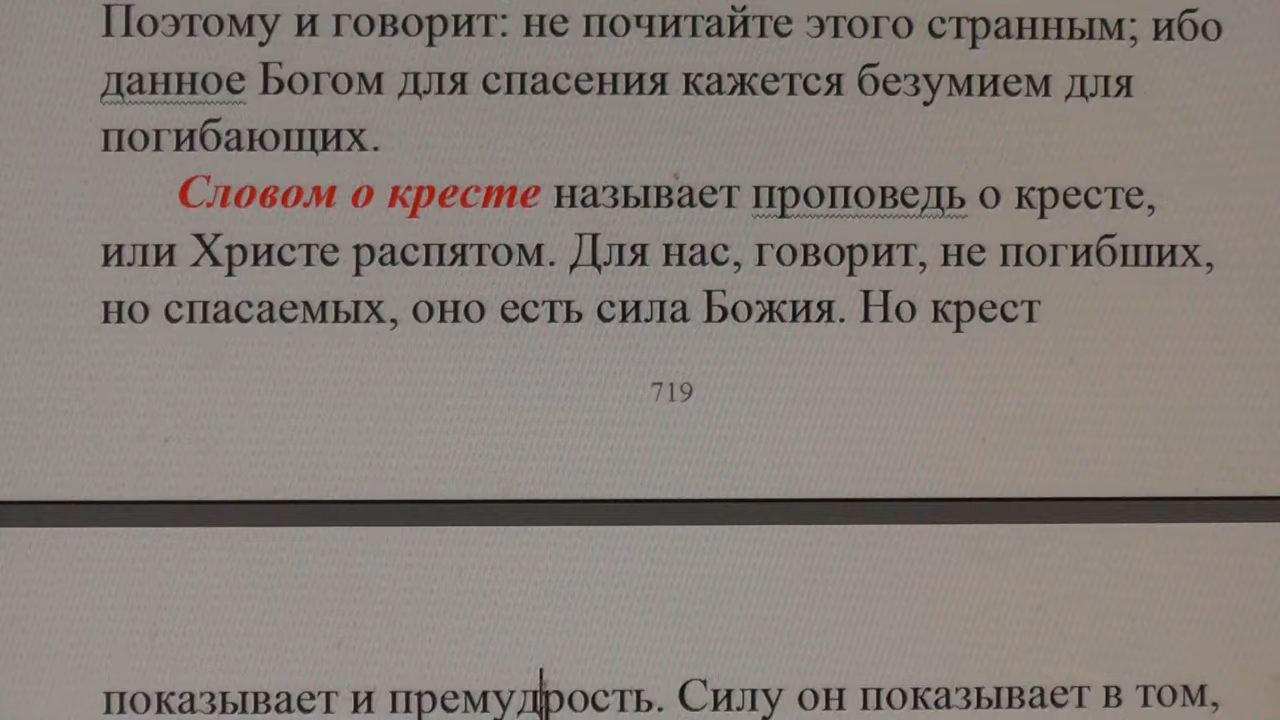 Поэтому и говорит: не почитайте этого странным; ибо
данное Богом для спасения кажется безумием для
погибающих.
Словом о кресте называет проповедь о кресте,
или Христе распятом. Для нас, говорит, не погибших,
но спасаемых, оно есть сила Божия. Но крест
719
показывает и премудрость. Силу он показывает в том,